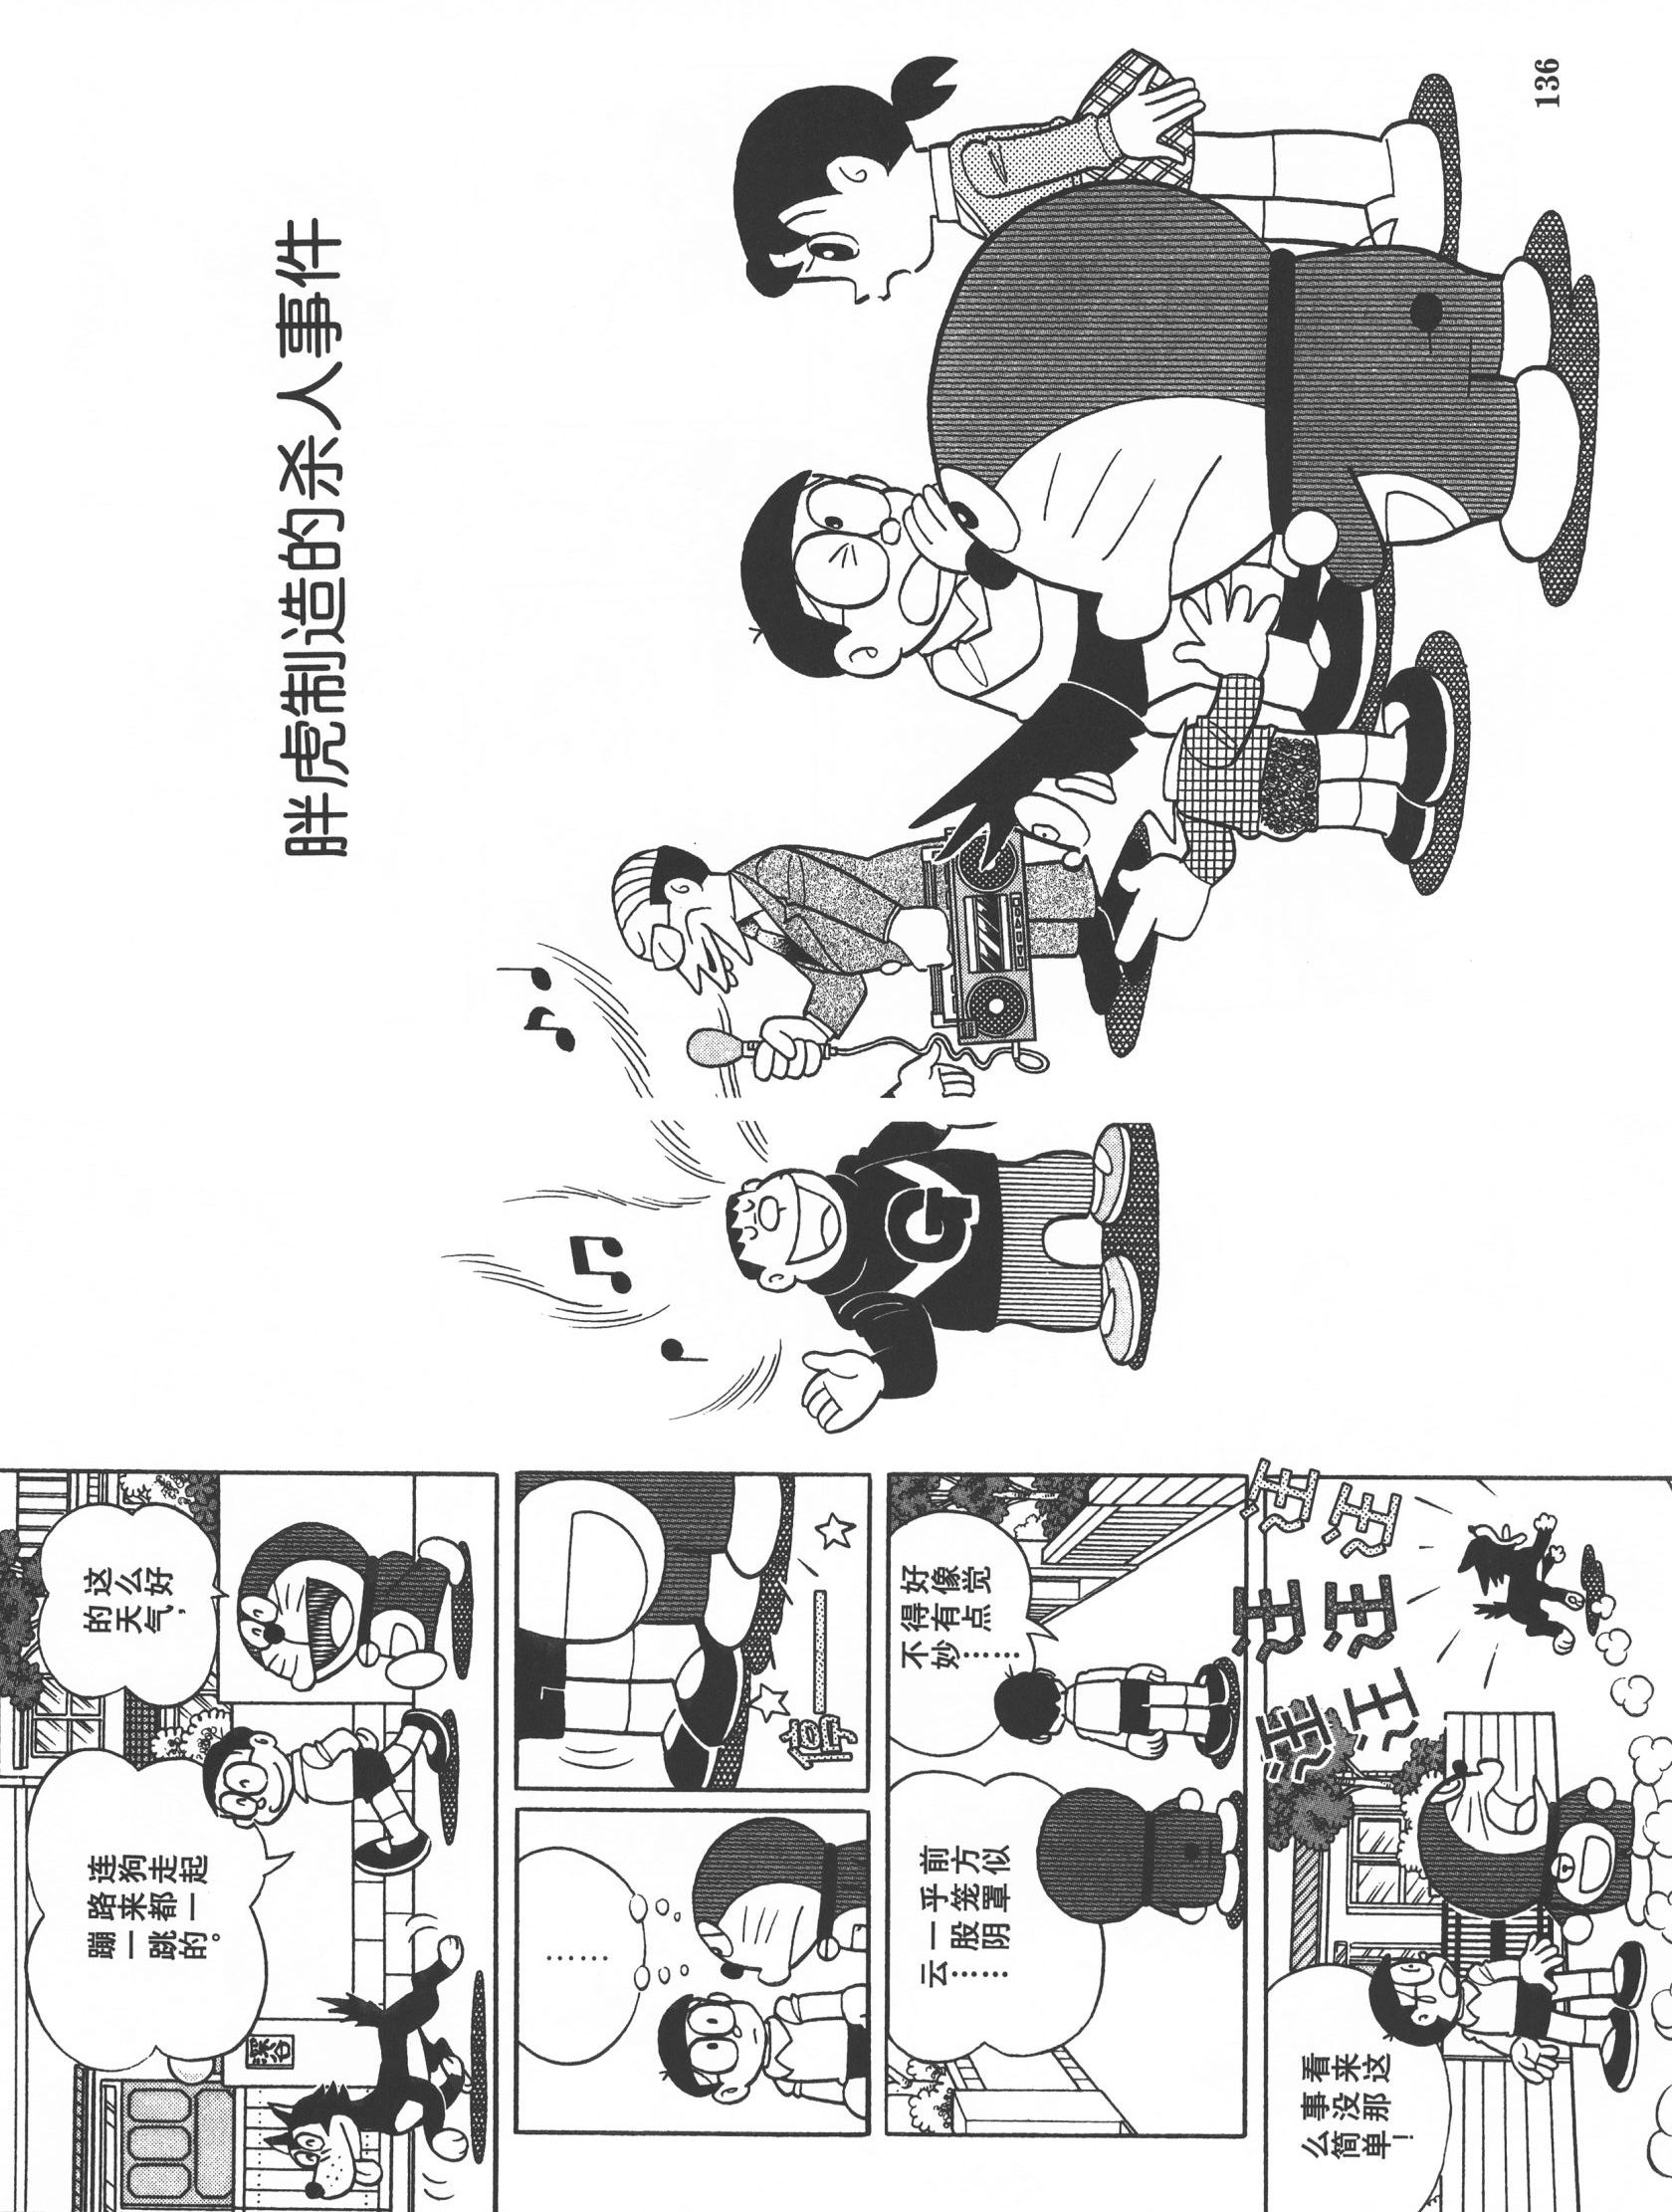 胖虎制造的杀人事件
G
136
这么好
的天气，
连狗走起
路来都一
蹦一跳的。
深谷
停——
……
好像觉
得有点
不妙……
前方似
乎笼罩
一股阴
云……
汪汪
汪汪
汪汪
看来这
事没那
么简单！